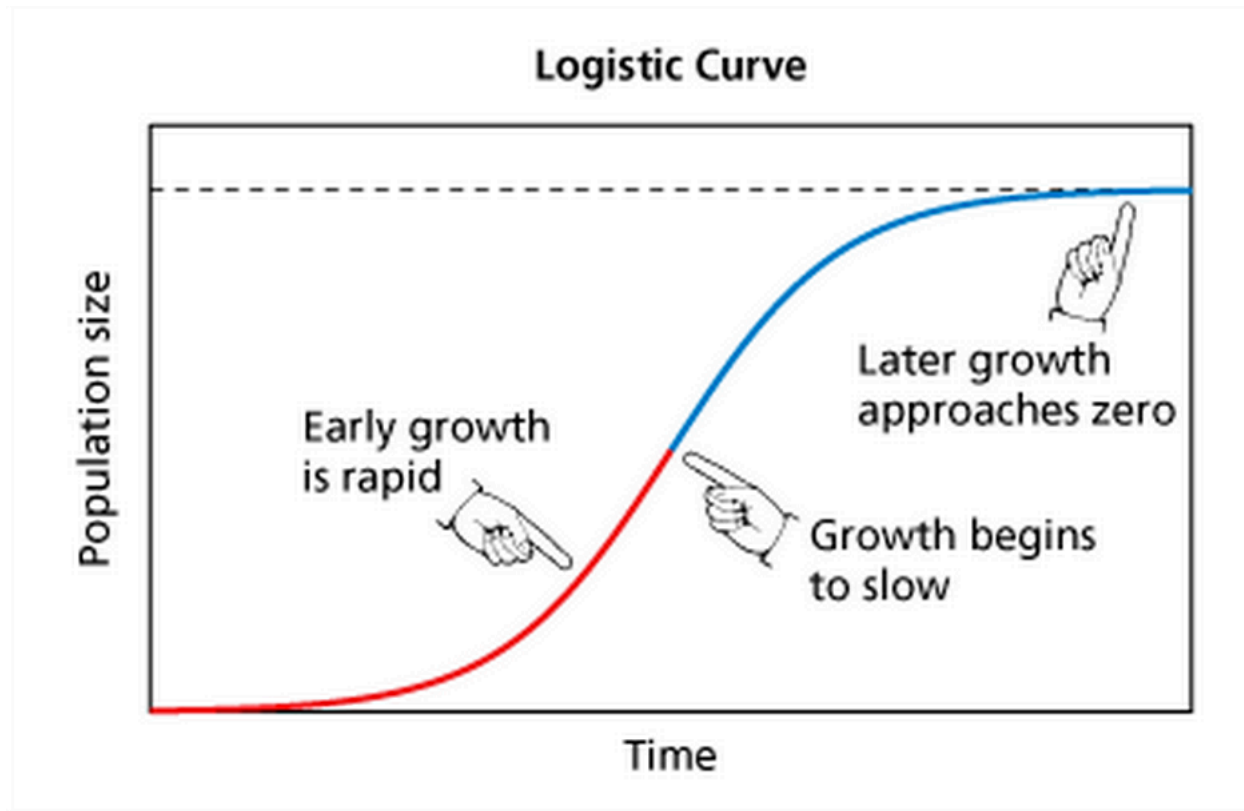 Logistic Curve
Population size
Early growth
is rapid
Later growth
approaches zero
Growth begins
to slow
Time